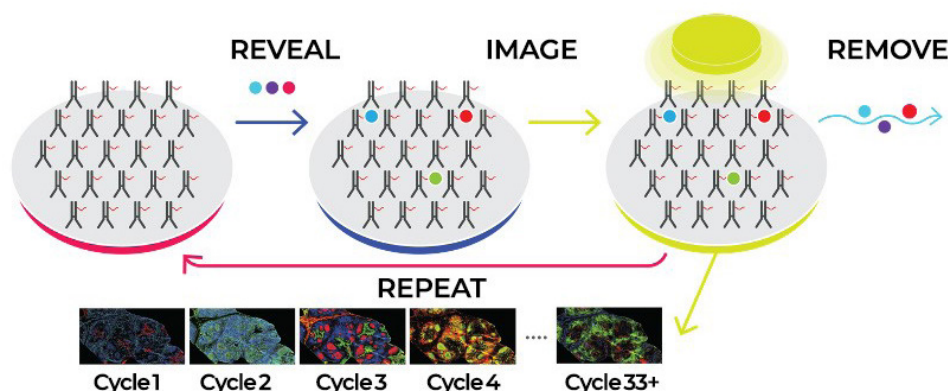 REVEAL
IMAGE
REMOVE
REPEAT
Cycle1
Cycle2
Cycle3
Cycle4
....
Cycle33+